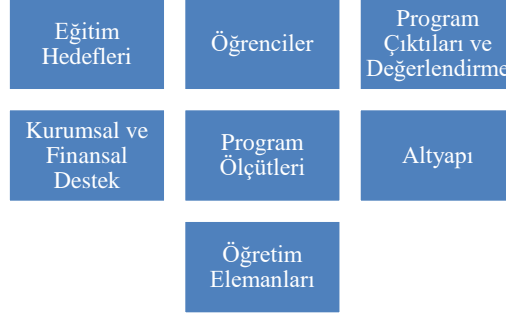 Eğitim
Hedefleri
Öğrenciler
Program
Çıktıları ve
Değerlendirme
Kurumsal ve
Finansal
Destek
Program
Ölçütleri
Altyapı
Öğretim
Elemanları